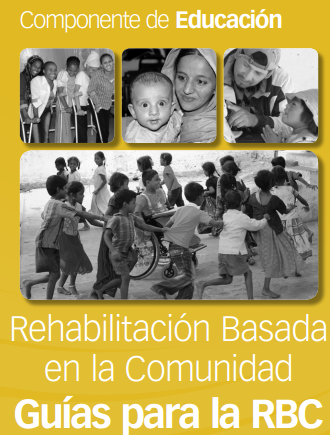 Componente de Educación
Rehabilitación Basada
en la Comunidad
Guías para la RBC